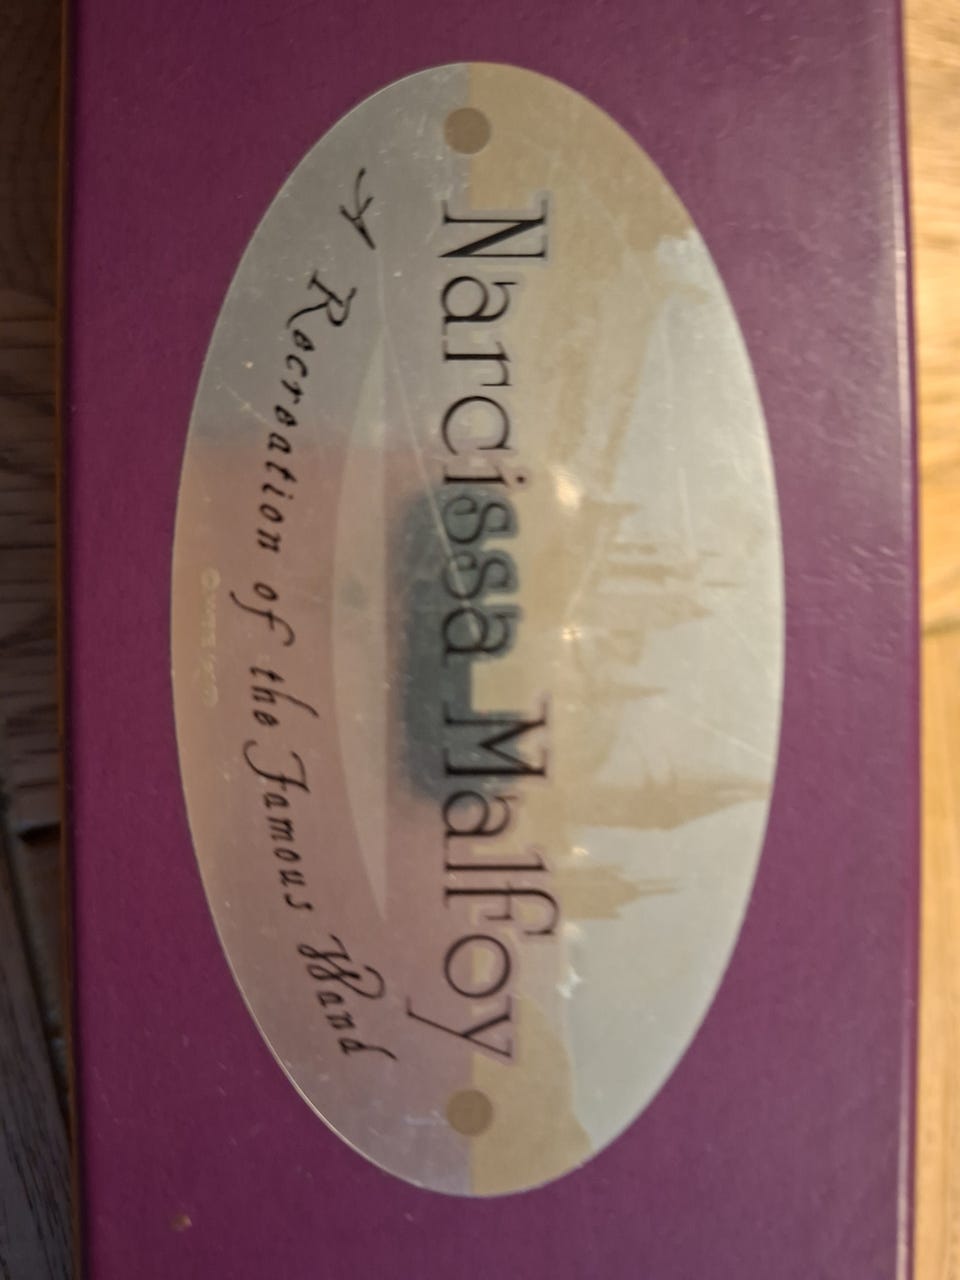 Narcissa Malfoy
Recreation of the Famous Wand